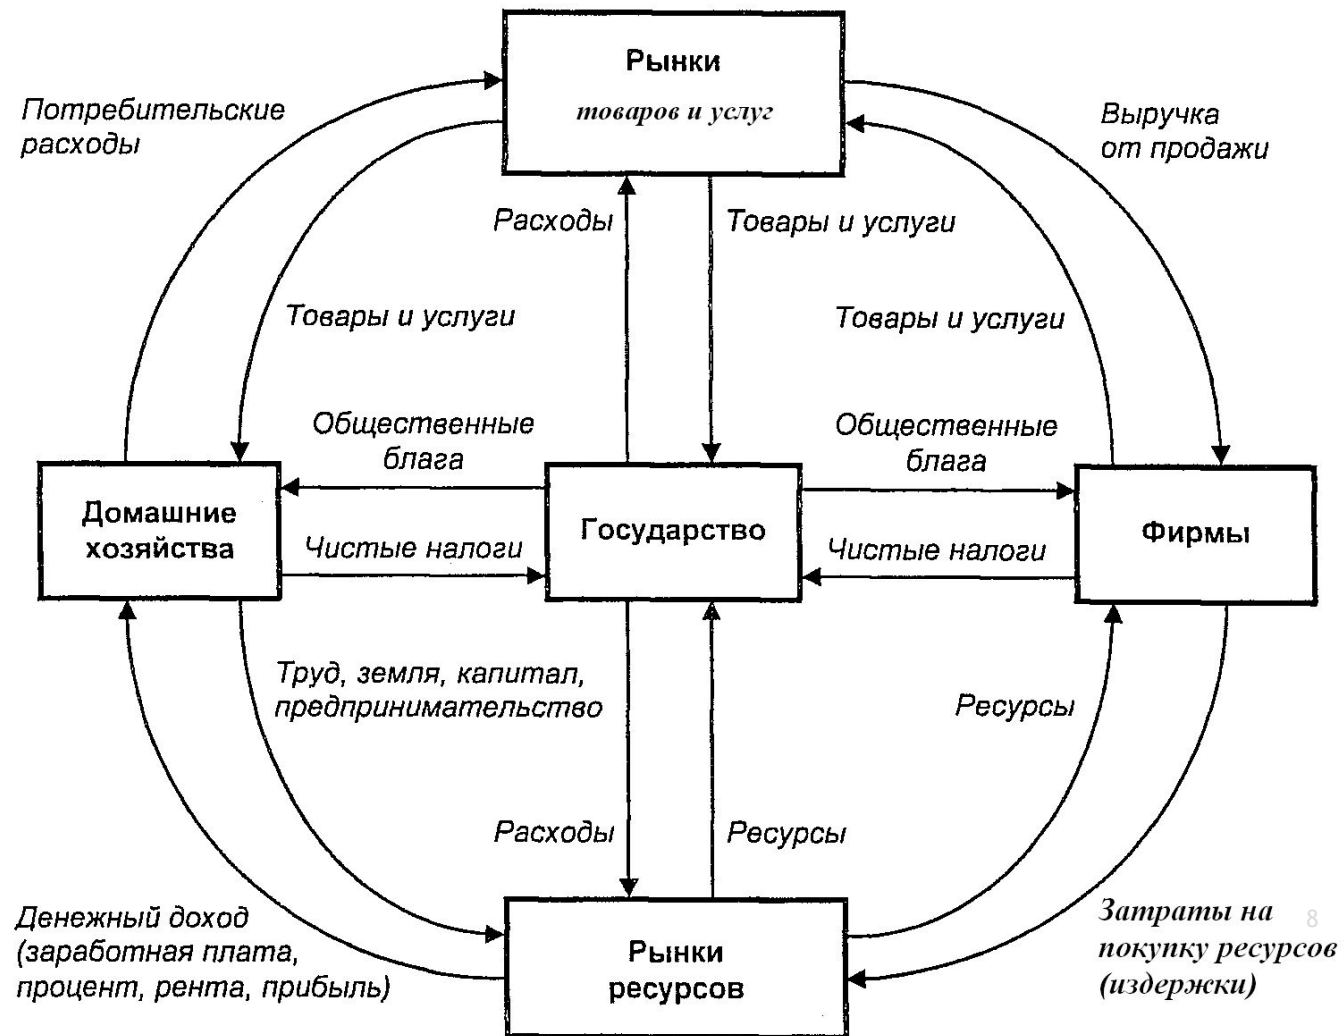 Рынки
товаров и услуг
Потребительские
расходы
Выручка
от продажи
Расходы
Товары и услуги
Товары и услуги
Товары и услуги
Общественные
блага
Общественные
блага
Домашние
хозяйства
Государство
Фирмы
Чистые налоги
Чистые налоги
Труд, земля, капитал,
предпринимательство
Ресурсы
Расходы
Ресурсы
Денежный доход
(заработная плата,
процент, рента, прибыль)
Рынки
ресурсов
Затраты на
покупку ресурсов
(издержки)
8